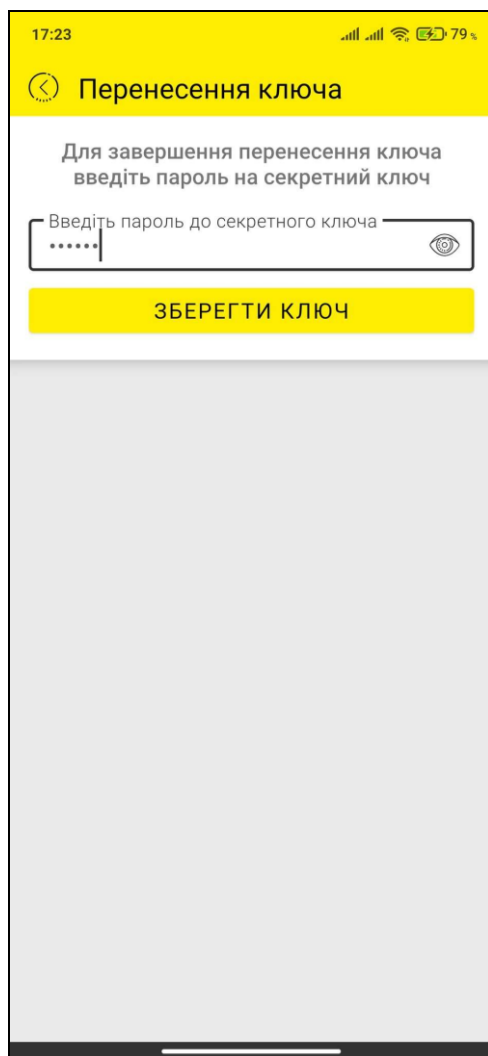 17:23
79 %
Перенесення ключа
Для завершення перенесення ключа
введіть пароль на секретний ключ
Введіть пароль до секретного ключа
••••••
ЗБЕРЕГТИ КЛЮЧ